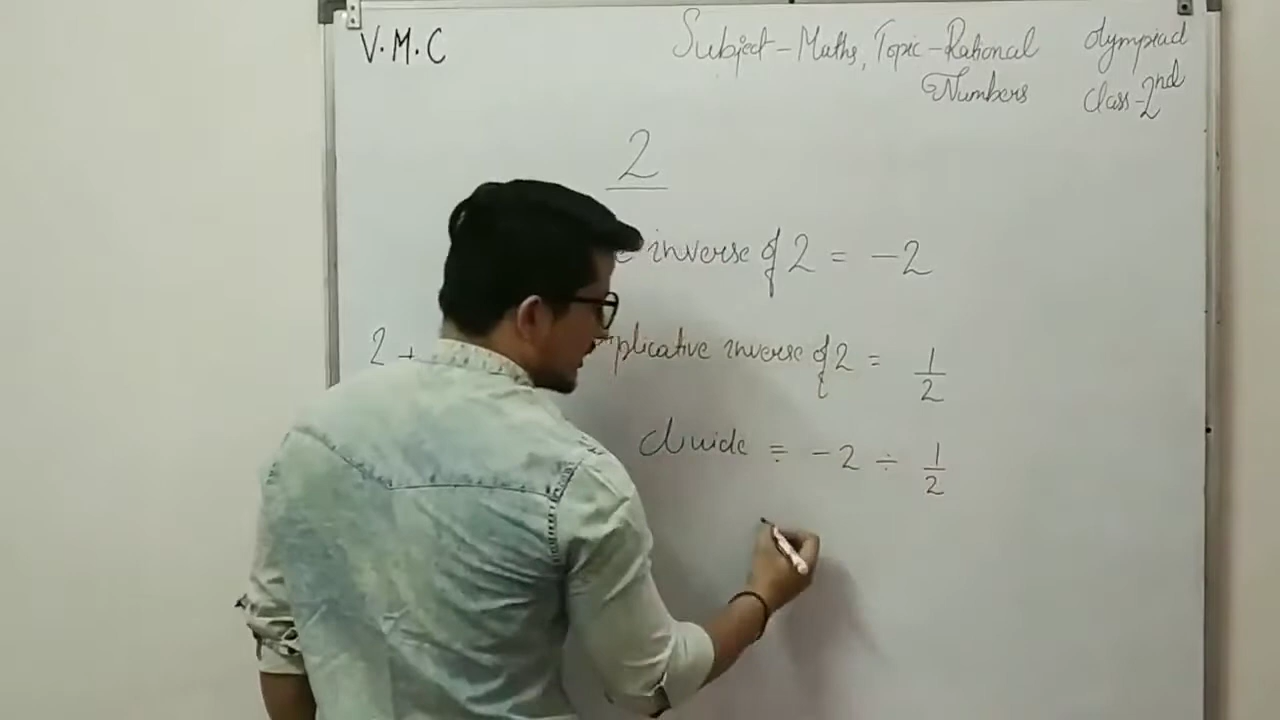 V.M.C
Subject-Maths, Topic-Rational
Numbers
Olympiad
Class-2nd
2
inverse of 2 = -2
2 +
plicative inverse of 2 = 1/2
divide = -2 ÷ 1/2